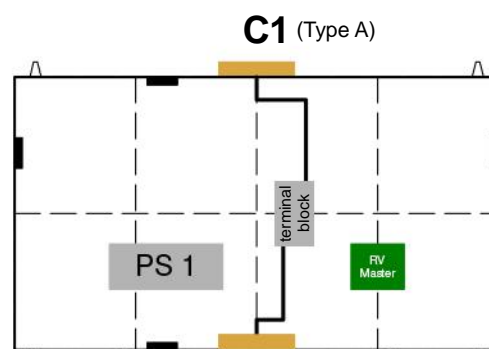 C1 (Type A)
terminal
block
PS 1
RV
Master